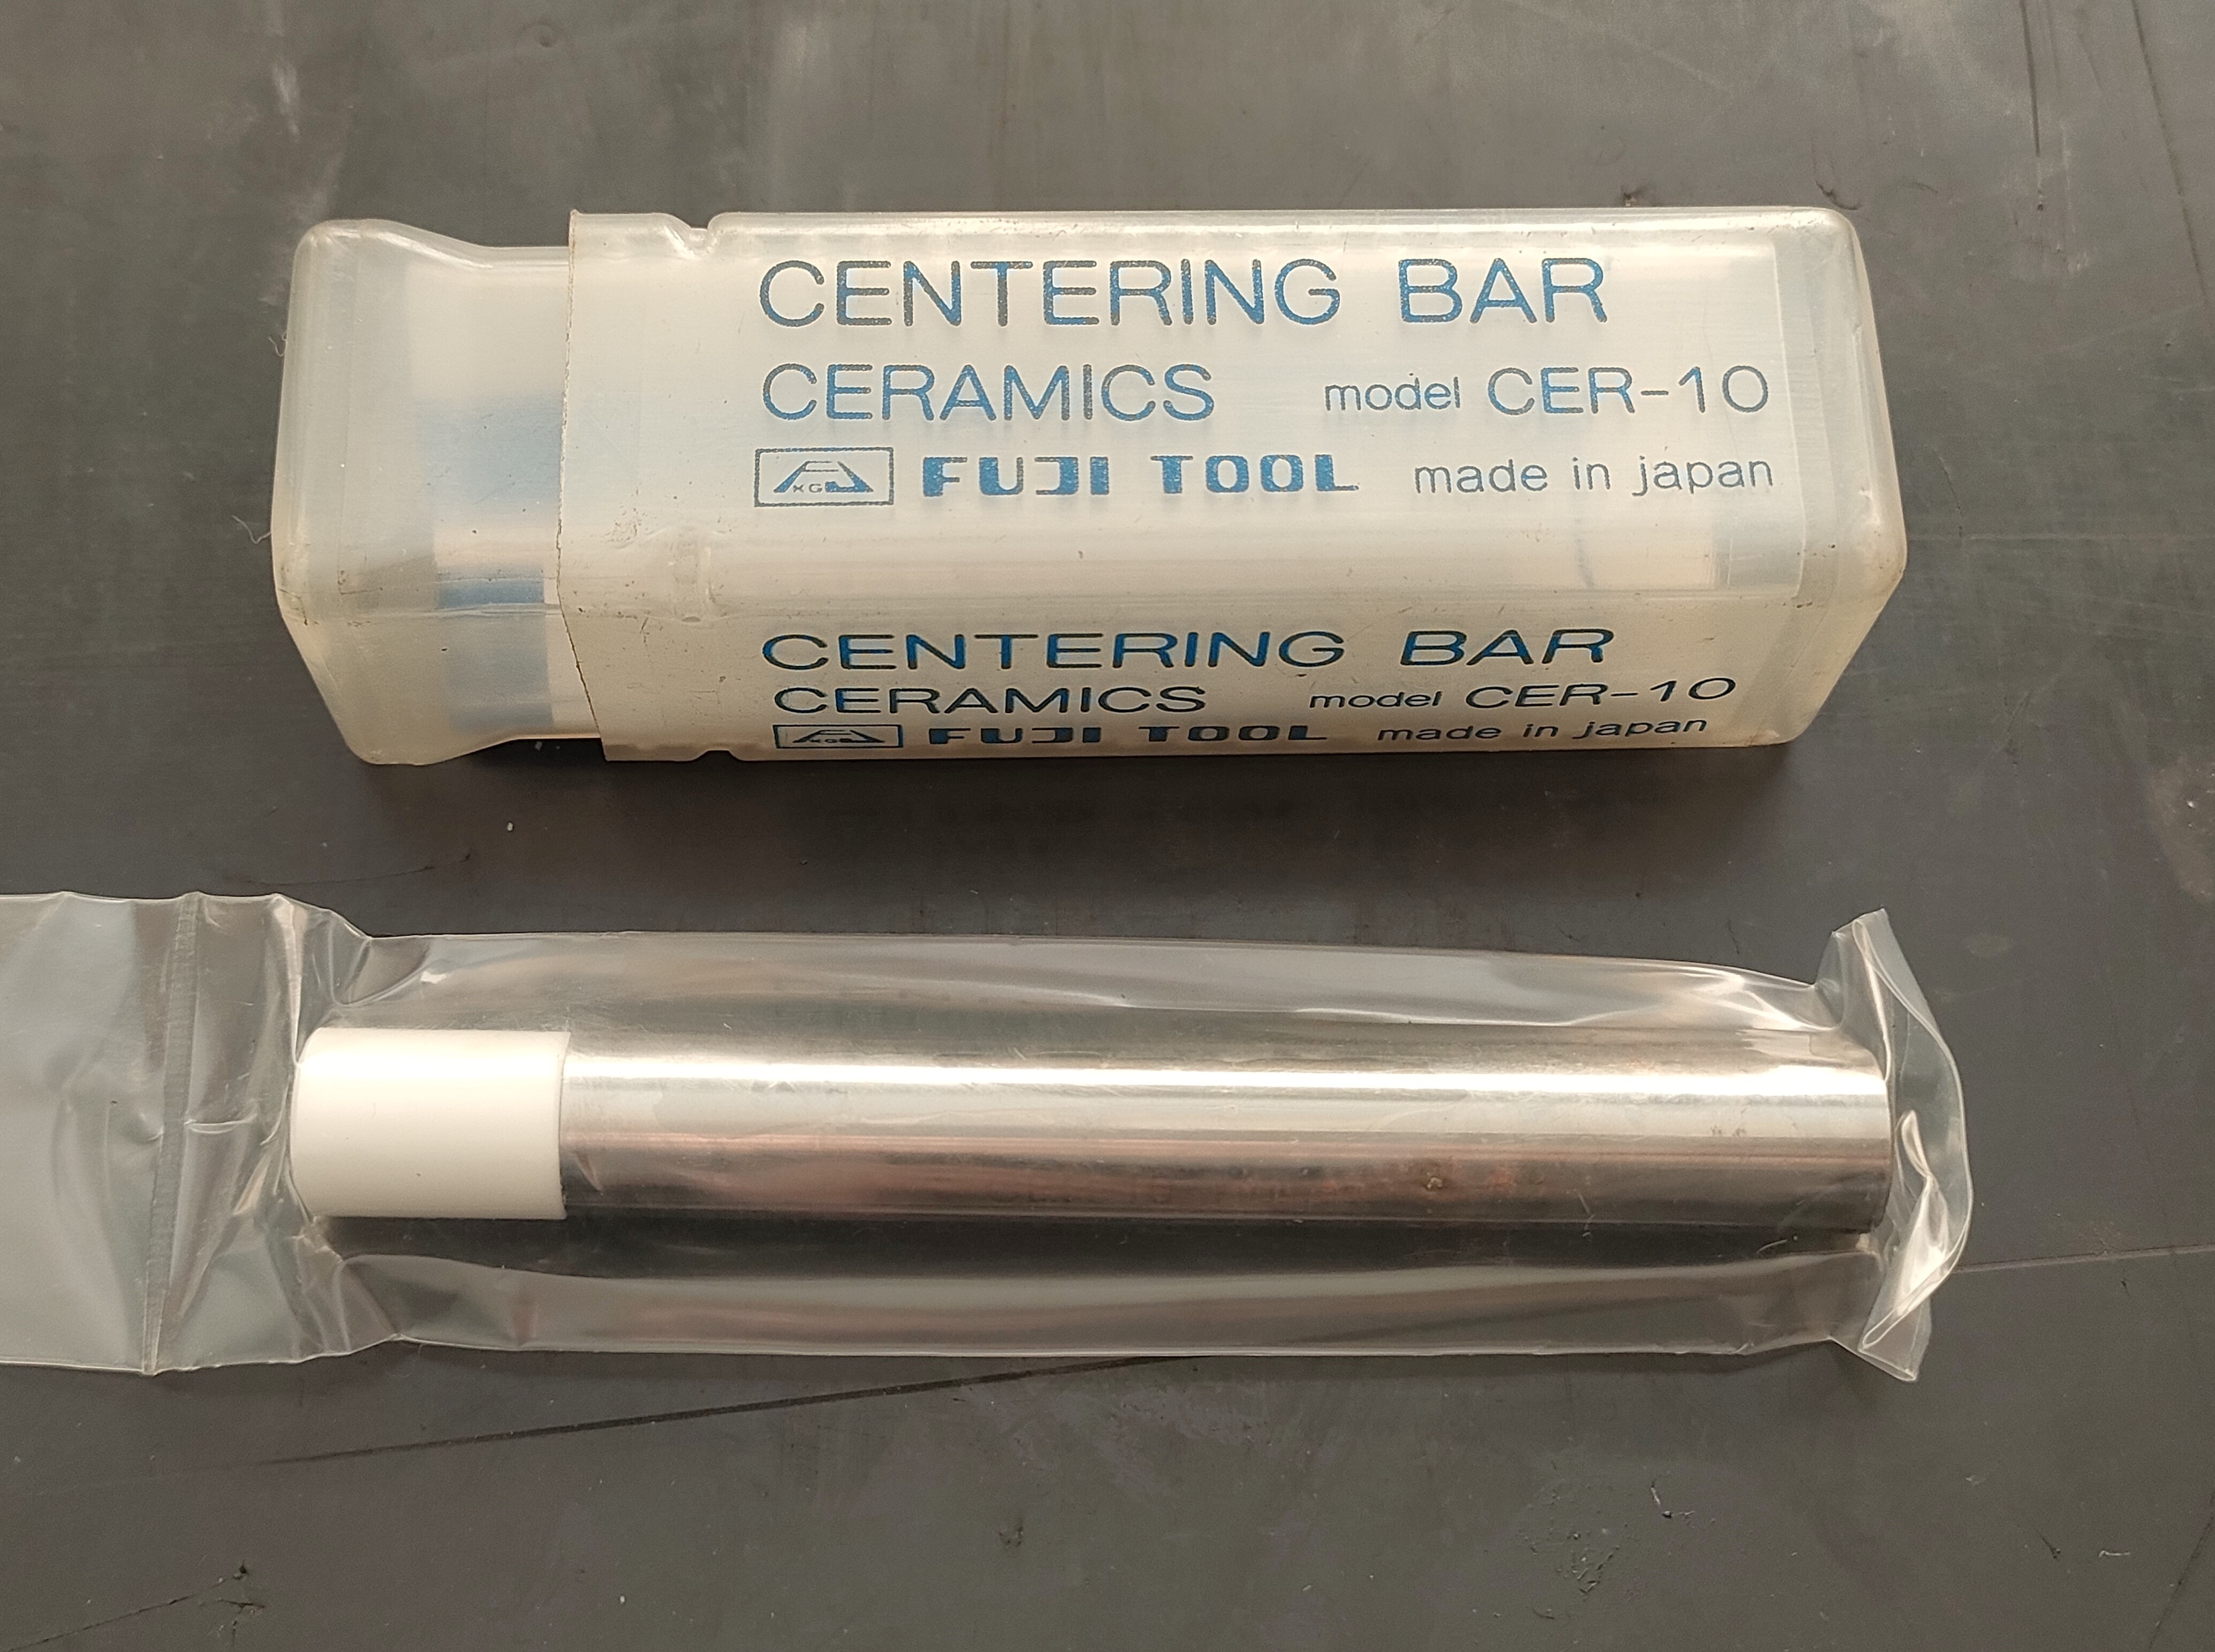 CENTERING BAR
CERAMICS model CER-10
KGJ FUJI TOOL made in japan
CENTERING BAR
CERAMICS model CER-10
FUJI TOOL made in japan